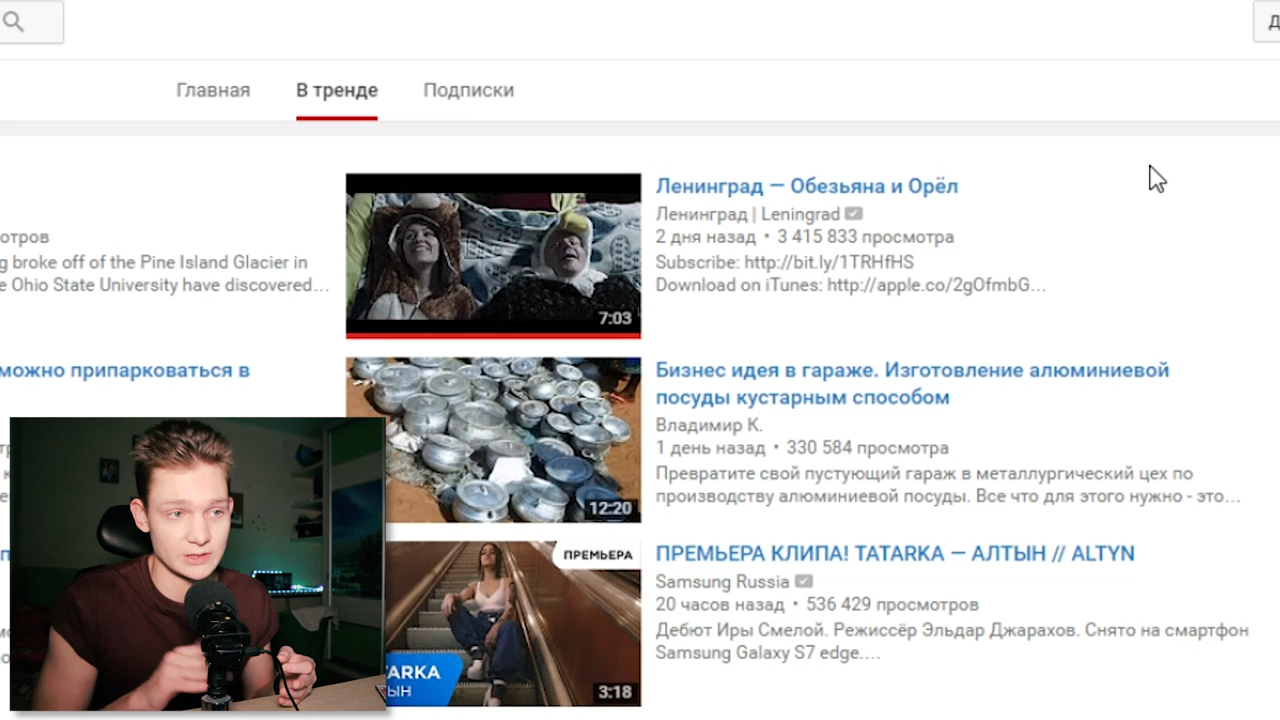 Главная
В тренде
Подписки
отров
g broke off of the Pine Island Glacier in
e Ohio State University have discovered...
можно припарковаться в
7:03
Ленинград — Обезьяна и Орёл
Ленинград | Leningrad
2 дня назад • 3 415 833 просмотра
Subscribe: http://bit.ly/1TRHfHS
Download on iTunes: http://apple.co/2gOfmbG...
12:20
Бизнес идея в гараже. Изготовление алюминиевой
посуды кустарным способом
Владимир К.
1 день назад • 330 584 просмотра
Превратите свой пустующий гараж в металлургический цех по
производству алюминиевой посуды. Все что для этого нужно - это...
ПРЕМЬЕРА
ARKA
ЫН
3:18
ПРЕМЬЕРА КЛИПА! TATARKA — АЛТЫН // ALTYN
Samsung Russia
20 часов назад • 536 429 просмотров
Дебют Иры Смелой. Режиссёр Эльдар Джарахов. Снято на смартфон
Samsung Galaxy S7 edge....